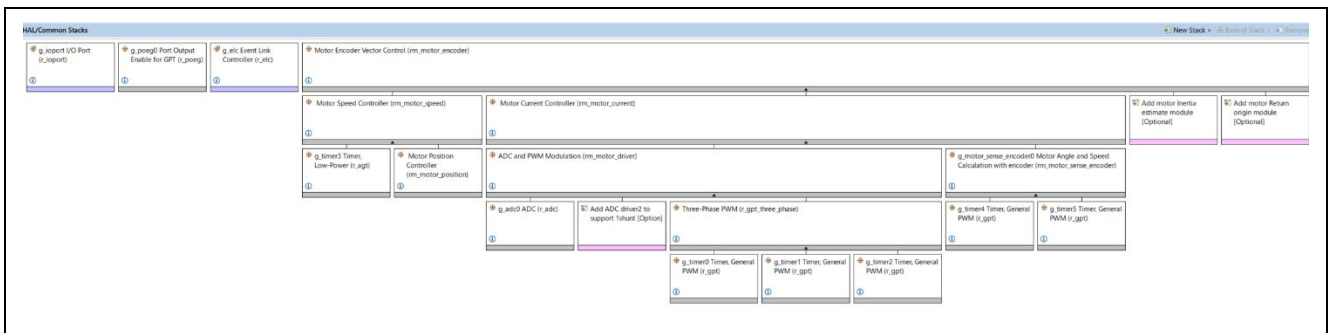 HAL/Common Stacks
New Stack >
Extend Stack >
Remove
g_ioport I/O Port
(r_ioport)
g_poeg0 Port Output
Enable for GPT (r_poeg)
g_elc Event Link
Controller (r_elc)
Motor Encoder Vector Control (rm_motor_encoder)
Motor Speed Controller (rm_motor_speed)
Motor Current Controller (rm_motor_current)
Add motor Inertia
estimate module
[Optional]
Add motor Return
origin module
[Optional]
g_timer3 Timer,
Low-Power (r_agt)
Motor Position
Controller
(rm_motor_position)
ADC and PWM Modulation (rm_motor_driver)
g_motor_sense_encoder0 Motor Angle and Speed
Calculation with encoder (rm_motor_sense_encoder)
g_adc0 ADC (r_adc)
Add ADC driver2 to
support 1shunt [Option]
Three-Phase PWM (r_gpt_three_phase)
g_timer4 Timer, General
PWM (r_gpt)
g_timer5 Timer, General
PWM (r_gpt)
g_timer0 Timer, General
PWM (r_gpt)
g_timer1 Timer, General
PWM (r_gpt)
g_timer2 Timer, General
PWM (r_gpt)